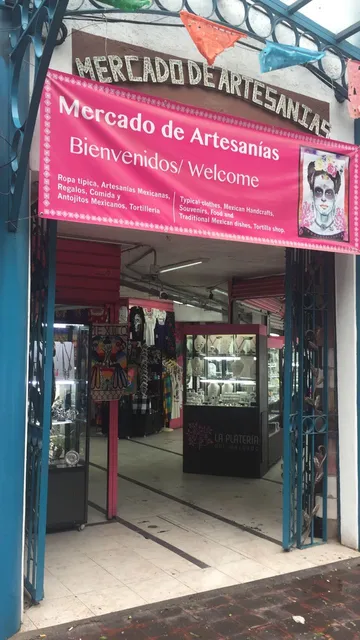 MERCADO DE ARTESANIAS
Mercado de Artesanías
Bienvenidos/ Welcome
Ropa típica, Artesanías Mexicanas,
Regalos, Comida y
Antojitos Mexicanos, Tortillería
Typical clothes, Mexican Handcrafts,
Souvenirs, Food and
Traditional Mexican dishes, Tortilla shop.
LA PLATERÍA